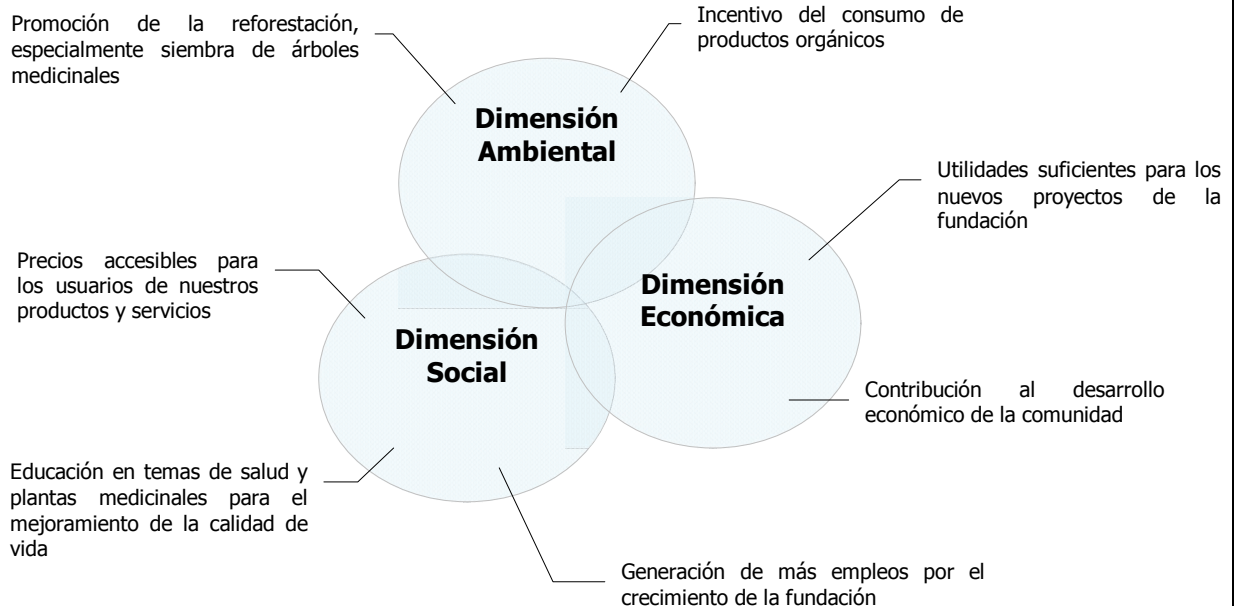 Promoción de la reforestación,
especialmente siembra de árboles
medicinales
Incentivo del consumo de
productos orgánicos
Dimensión
Ambiental
Utilidades suficientes para los
nuevos proyectos de la
fundación
Precios accesibles para
los usuarios de nuestros
productos y servicios
Dimensión
Económica
Dimensión
Social
Contribución al desarrollo
económico de la comunidad
Educación en temas de salud y
plantas medicinales para el
mejoramiento de la calidad de
vida
Generación de más empleos por el
crecimiento de la fundación